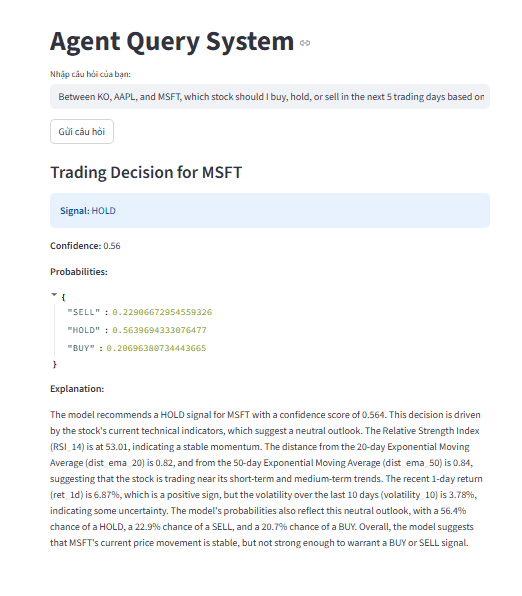 Agent Query System
Nhập câu hỏi của bạn:
Between KO, AAPL, and MSFT, which stock should I buy, hold, or sell in the next 5 trading days based on
Gửi câu hỏi
Trading Decision for MSFT
Signal: HOLD
Confidence: 0.56
Probabilities:
{
"SELL" : 0.22906672954559326
"HOLD" : 0.5639694333076477
"BUY" : 0.20696380734443665
}
Explanation:
The model recommends a HOLD signal for MSFT with a confidence score of 0.564. This decision is driven
by the stock's current technical indicators, which suggest a neutral outlook. The Relative Strength Index
(RSI_14) is at 53.01, indicating a stable momentum. The distance from the 20-day Exponential Moving
Average (dist_ema_20) is 0.82, and from the 50-day Exponential Moving Average (dist_ema_50) is 0.84,
suggesting that the stock is trading near its short-term and medium-term trends. The recent 1-day return
(ret_1d) is 6.87%, which is a positive sign, but the volatility over the last 10 days (volatility_10) is 3.78%,
indicating some uncertainty. The model's probabilities also reflect this neutral outlook, with a 56.4%
chance of a HOLD, a 22.9% chance of a SELL, and a 20.7% chance of a BUY. Overall, the model suggests
that MSFT's current price movement is stable, but not strong enough to warrant a BUY or SELL signal.